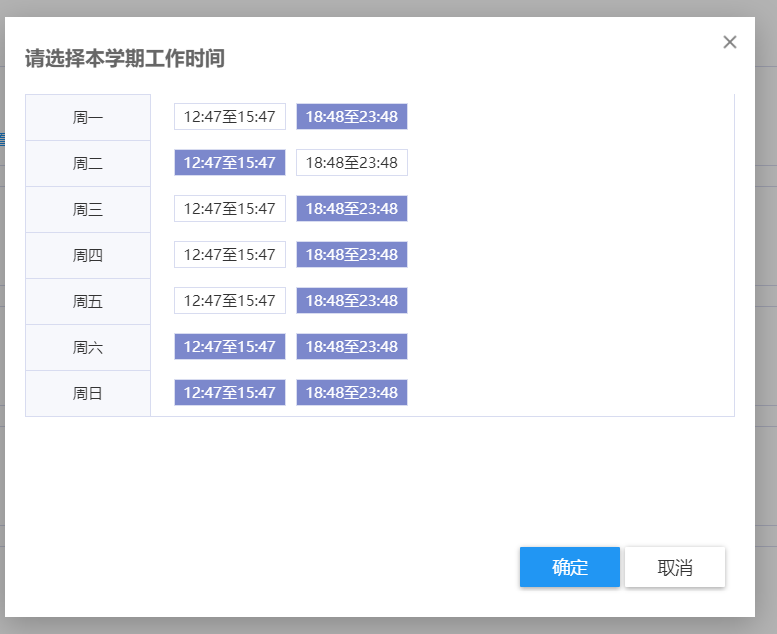 请选择本学期工作时间
周一 12:47至15:47 18:48至23:48
周二 12:47至15:47 18:48至23:48
周三 12:47至15:47 18:48至23:48
周四 12:47至15:47 18:48至23:48
周五 12:47至15:47 18:48至23:48
周六 12:47至15:47 18:48至23:48
周日 12:47至15:47 18:48至23:48
确定 取消